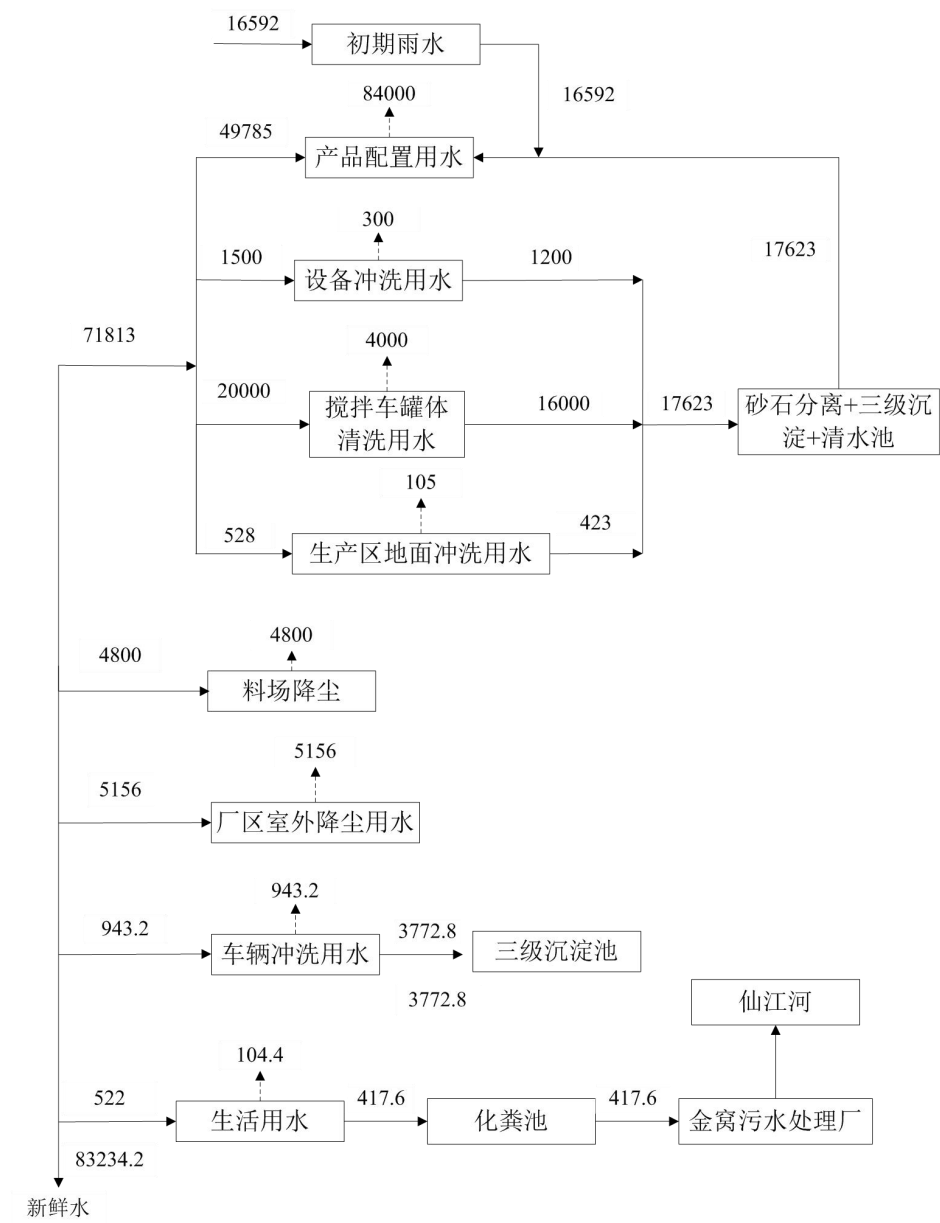 16592
初期雨水
16592
84000
49785
产品配置用水
300
1500
设备冲洗用水
1200
17623
71813
4000
20000
搅拌车罐体
清洗用水
16000
17623
砂石分离+三级沉
淀+清水池
105
528
生产区地面冲洗用水
423
4800
4800
料场降尘
5156
5156
厂区室外降尘用水
943.2
943.2
车辆冲洗用水
3772.8
三级沉淀池
3772.8
仙江河
104.4
522
生活用水
417.6
化粪池
417.6
金窝污水处理厂
83234.2
新鲜水